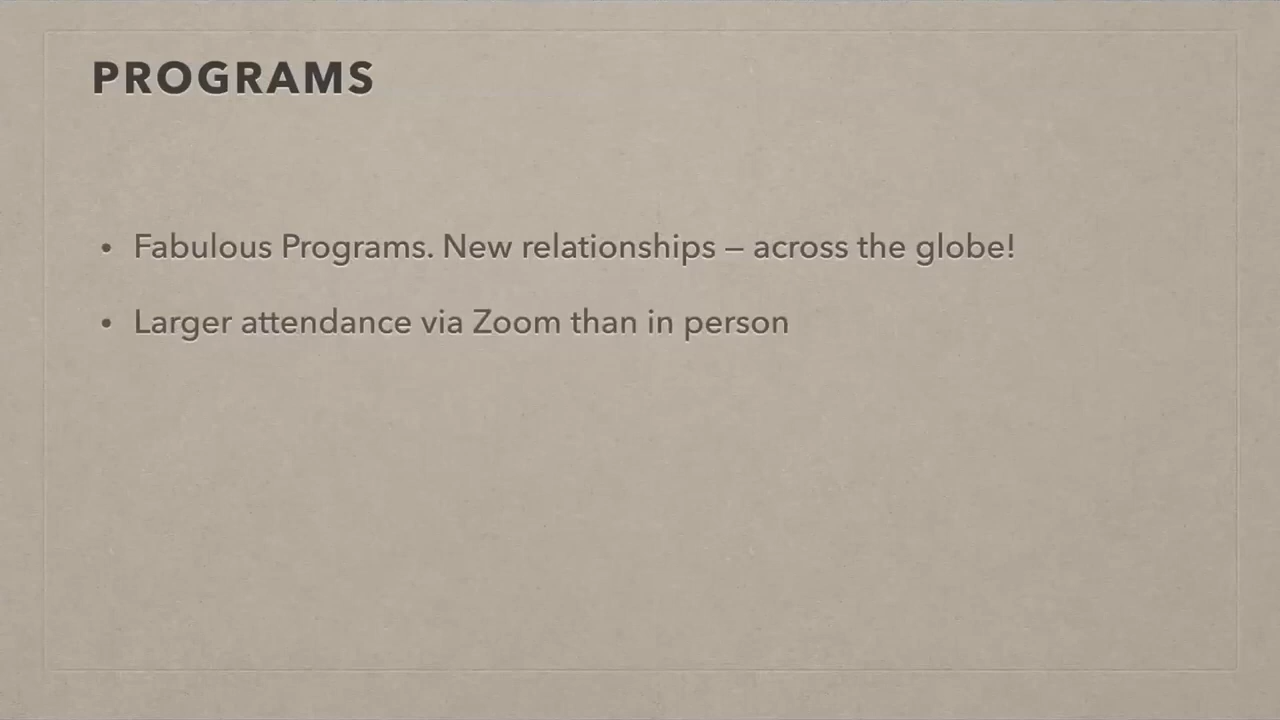 PROGRAMS
• Fabulous Programs. New relationships – across the globe!
• Larger attendance via Zoom than in person